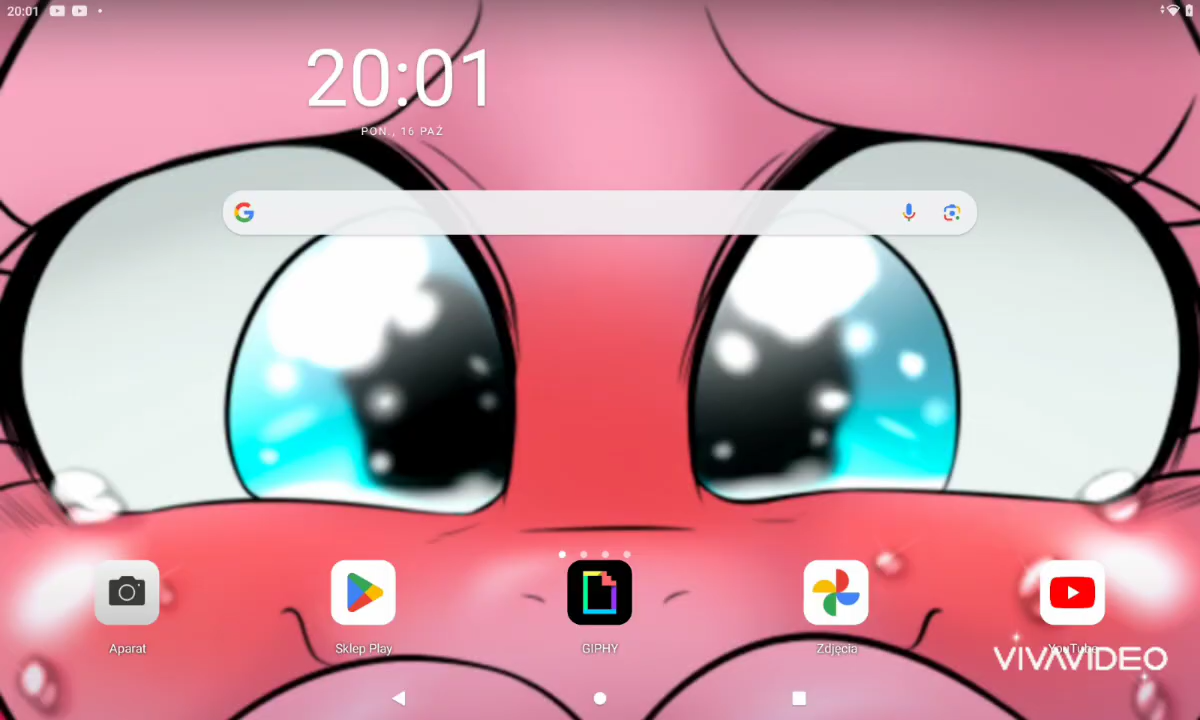 20:01
20:01
PON., 16 PAŹ
Aparat
Sklep Play
GIPHY
Zdjęcia
YouTube
VIVAVIDEO